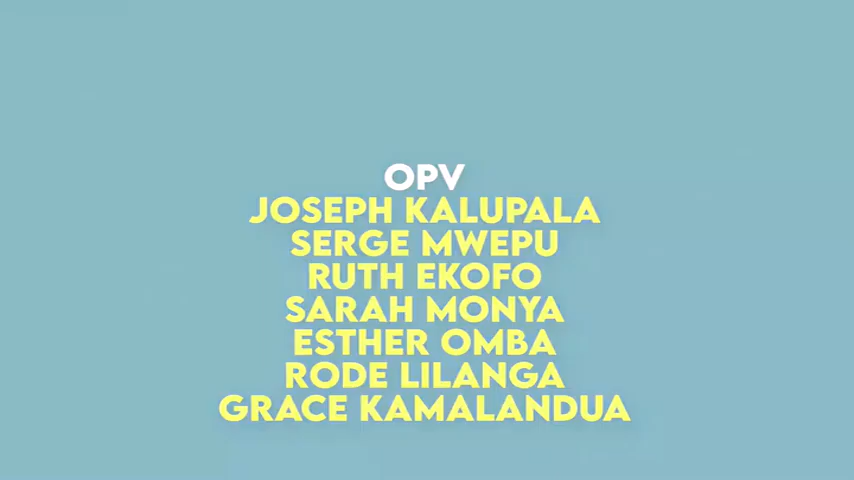 OPV
JOSEPH KALUPALA
SERGE MWEPU
RUTH EKOFO
SARAH MONYA
ESTHER OMBA
RODE LILANGA
GRACE KAMALANDUA